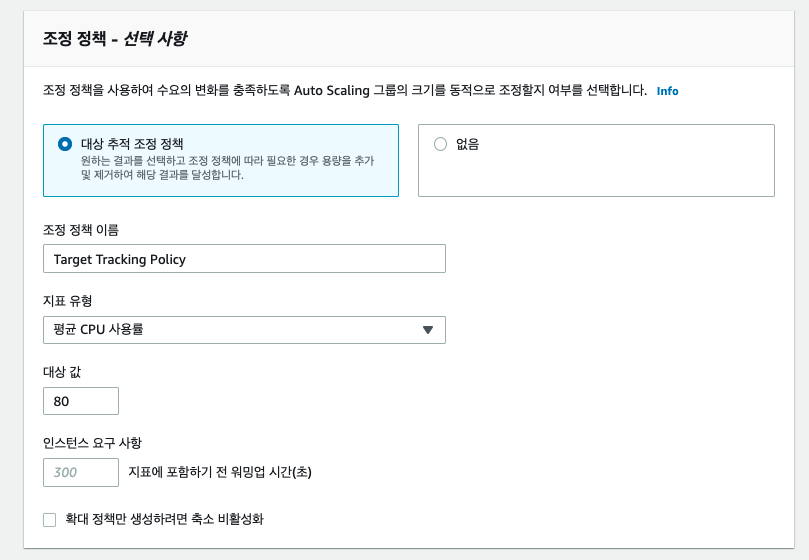 조정 정책 - 선택 사항
조정 정책을 사용하여 수요의 변화를 충족하도록 Auto Scaling 그룹의 크기를 동적으로 조정할지 여부를 선택합니다. Info
대상 추적 조정 정책
원하는 결과를 선택하고 조정 정책에 따라 필요한 경우 용량을 추가
및 제거하여 해당 결과를 달성합니다.
없음
조정 정책 이름
Target Tracking Policy
지표 유형
평균 CPU 사용률
대상 값
80
인스턴스 요구 사항
300 지표에 포함하기 전 워밍업 시간(초)
확대 정책만 생성하려면 축소 비활성화